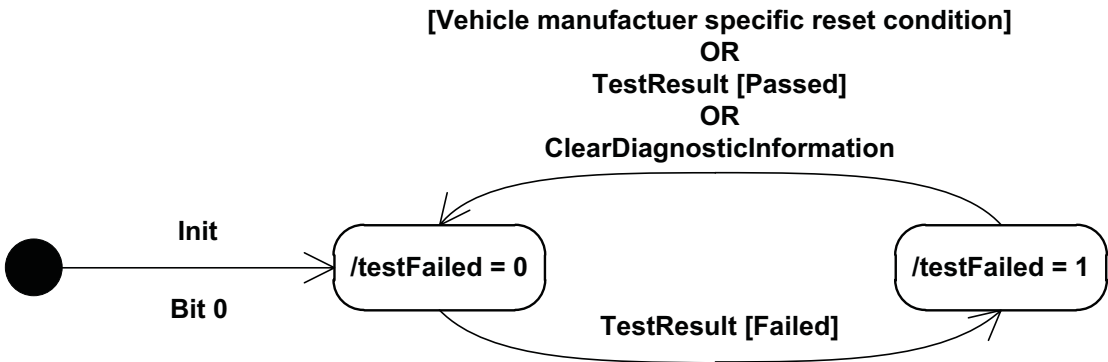 [Vehicle manufactuer specific reset condition]
OR
TestResult [Passed]
OR
ClearDiagnosticInformation
Init
/testFailed = 0
/testFailed = 1
Bit 0
TestResult [Failed]